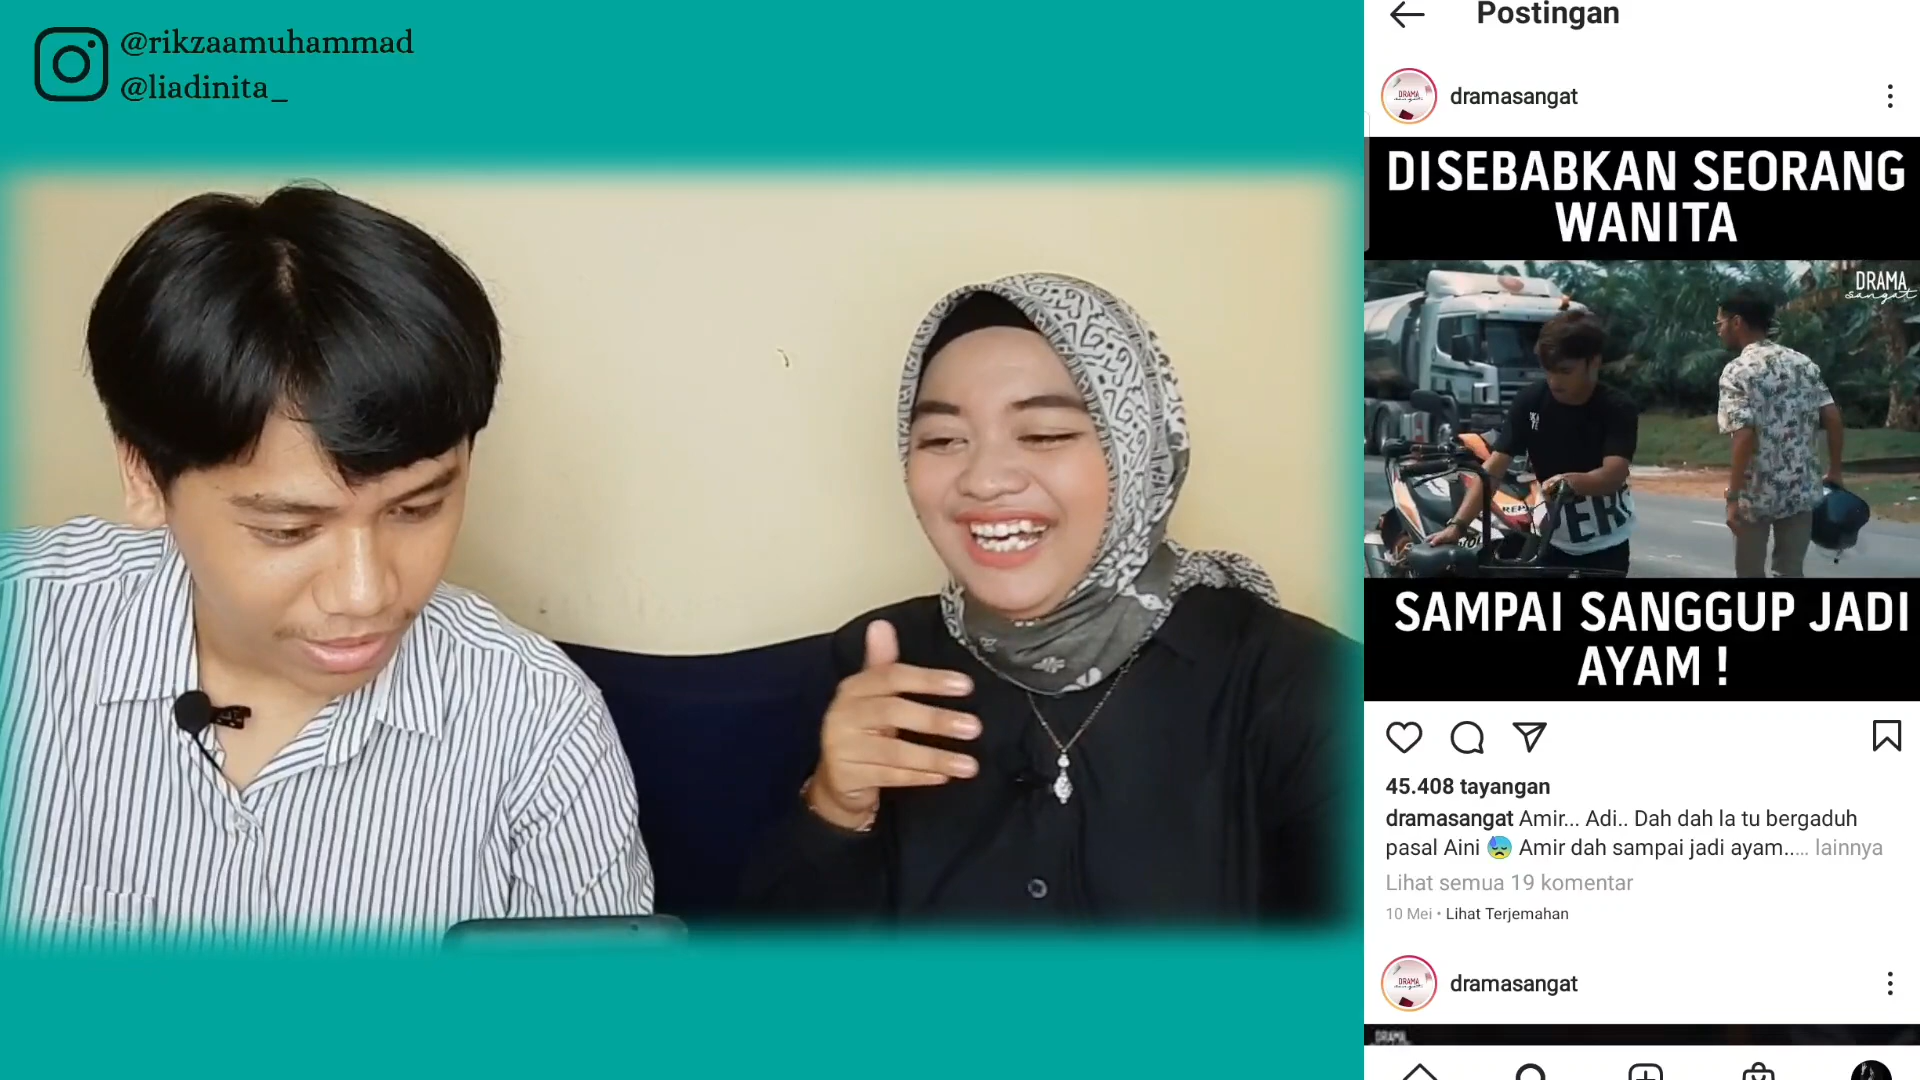 @rikzaamuhammad
@liadinita_
Postingan
dramasangat
DISEBABKAN SEORANG
WANITA
DRAMA
sangat
SAMPAI SANGGUP JADI
AYAM !
45.408 tayangan
dramasangat Amir... Adi.. Dah dah la tu bergaduh
pasal Aini 😓 Amir dah sampai jadi ayam..... lainnya
Lihat semua 19 komentar
10 Mei • Lihat Terjemahan
dramasangat
DRAMA